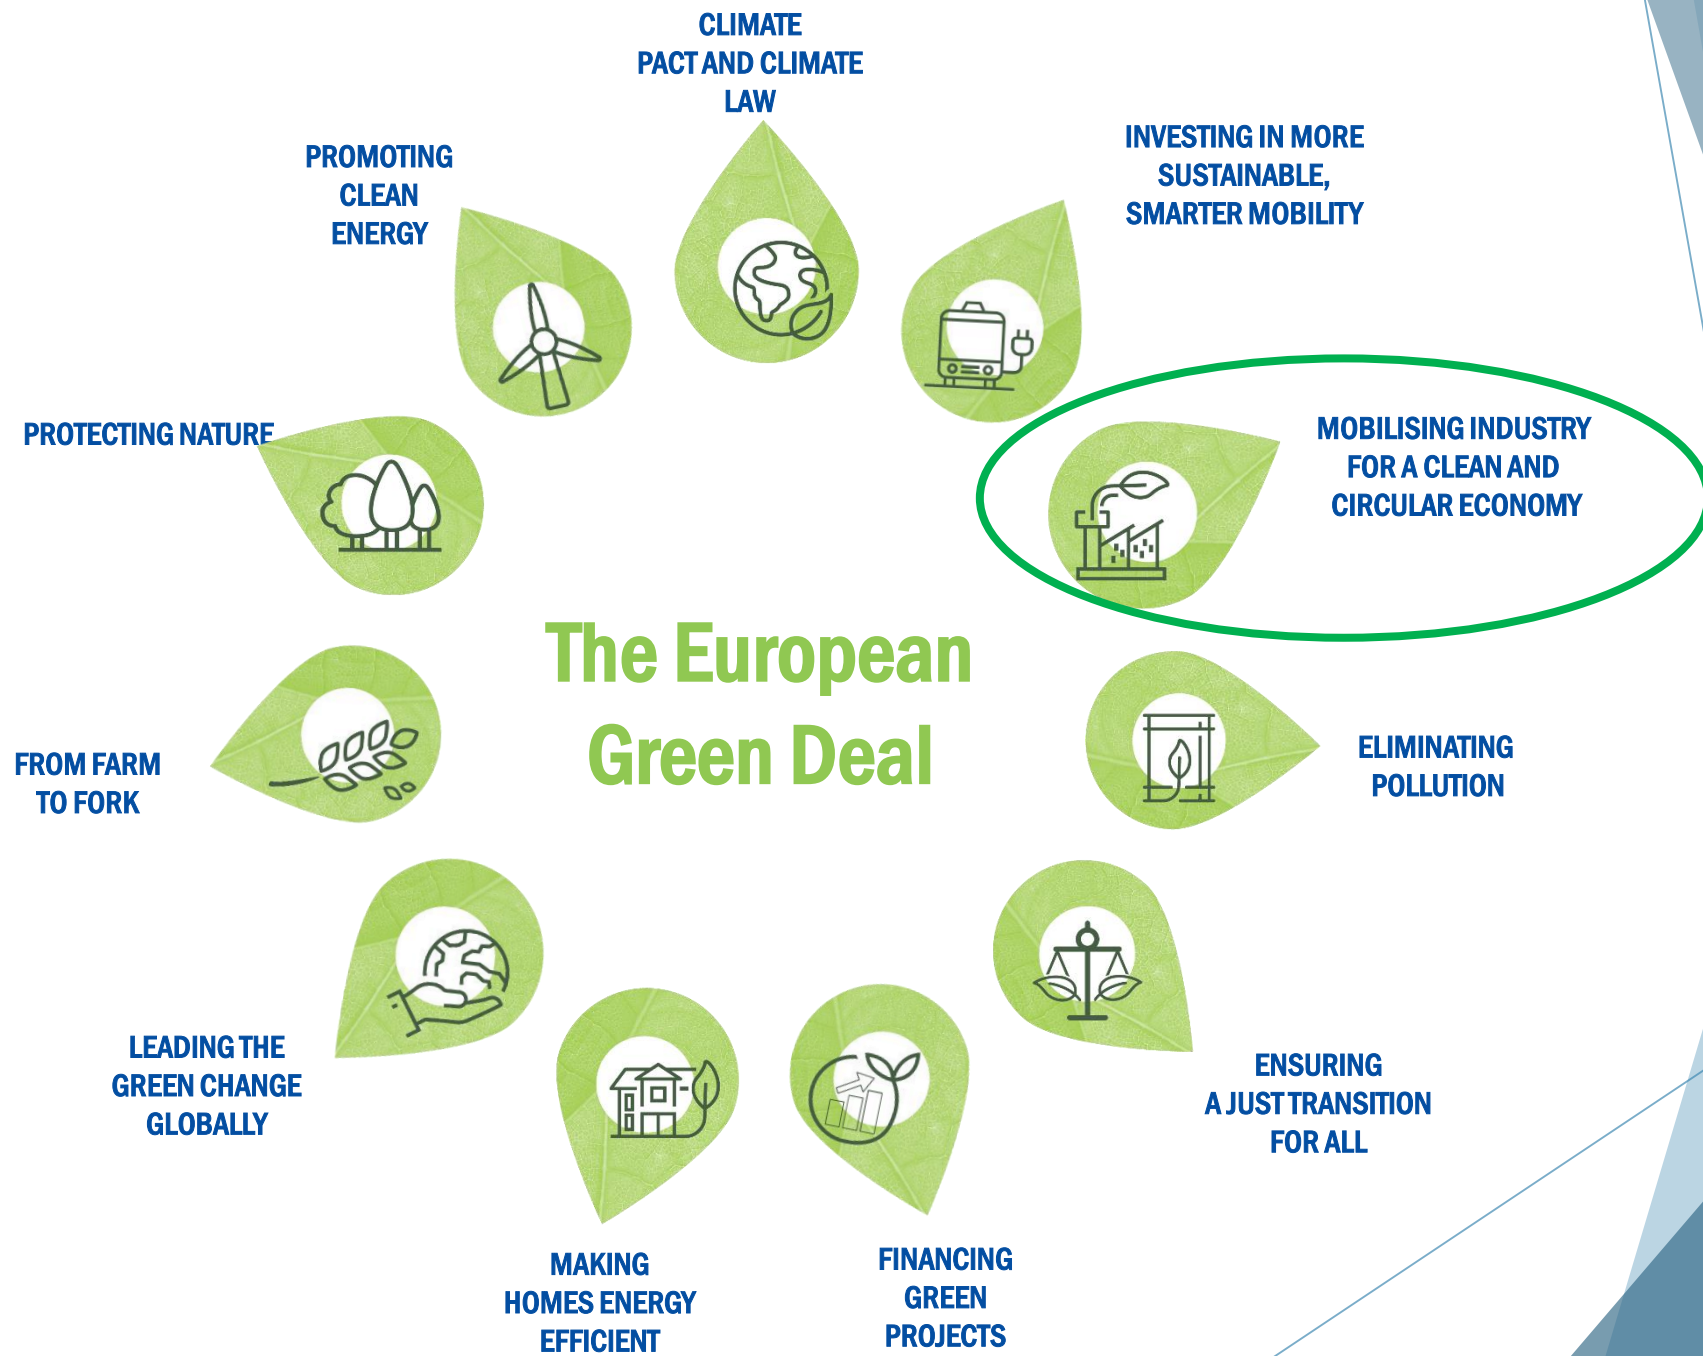 CLIMATE
PACT AND CLIMATE
LAW
INVESTING IN MORE
SUSTAINABLE,
SMARTER MOBILITY
PROMOTING
CLEAN
ENERGY
MOBILISING INDUSTRY
FOR A CLEAN AND
CIRCULAR ECONOMY
PROTECTING NATURE
The European
Green Deal
ELIMINATING
POLLUTION
FROM FARM
TO FORK
LEADING THE
GREEN CHANGE
GLOBALLY
ENSURING
A JUST TRANSITION
FOR ALL
MAKING
HOMES ENERGY
EFFICIENT
FINANCING
GREEN
PROJECTS